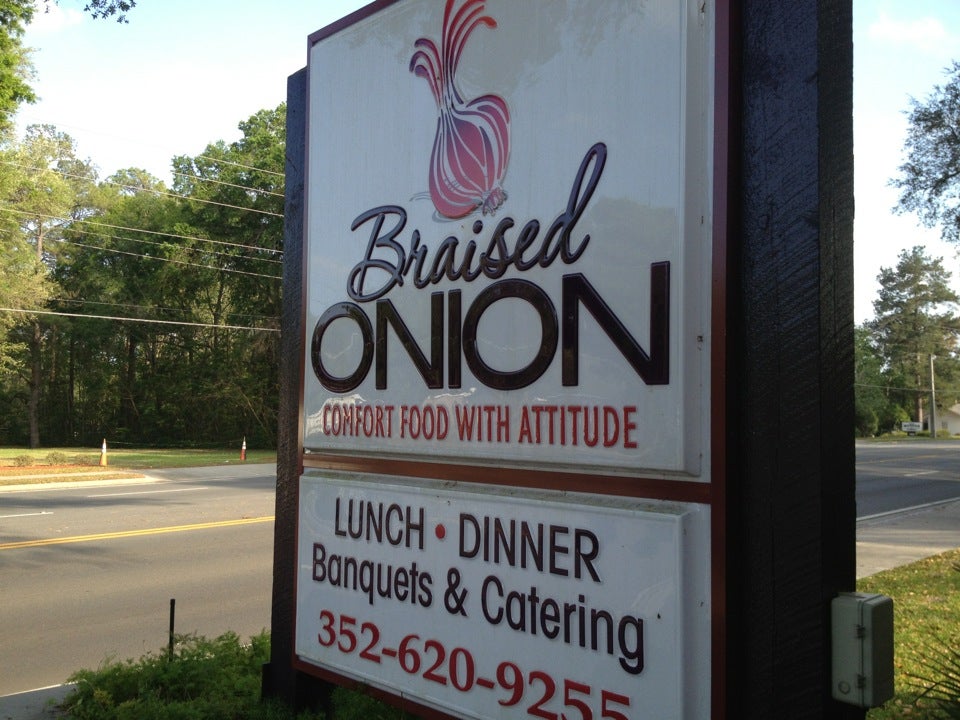 Braised
ONION
COMFORT FOOD WITH ATTITUDE
LUNCH • DINNER
Banquets & Catering
352-620-9255